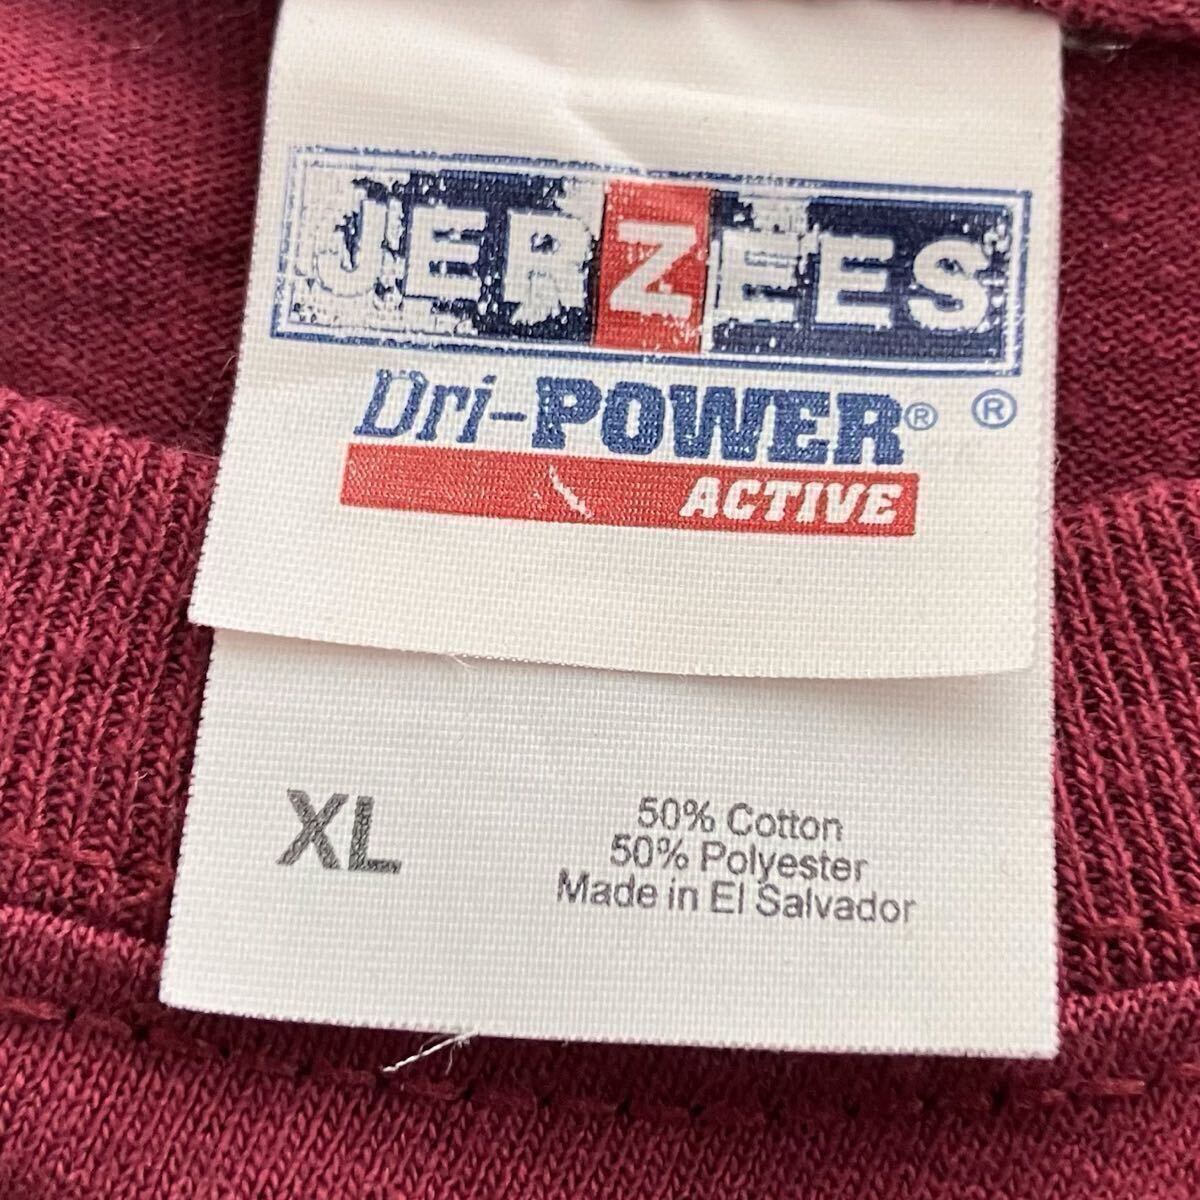 JERZEES
Dri-POWER® ®
ACTIVE
XL
50% Cotton
50% Polyester
Made in El Salvador